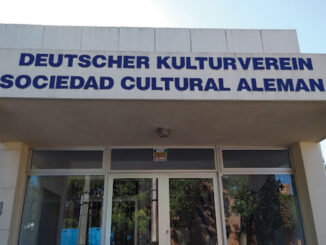 DEUTSCHER KULTURVEREIN
SOCIEDAD CULTURAL ALEMAN